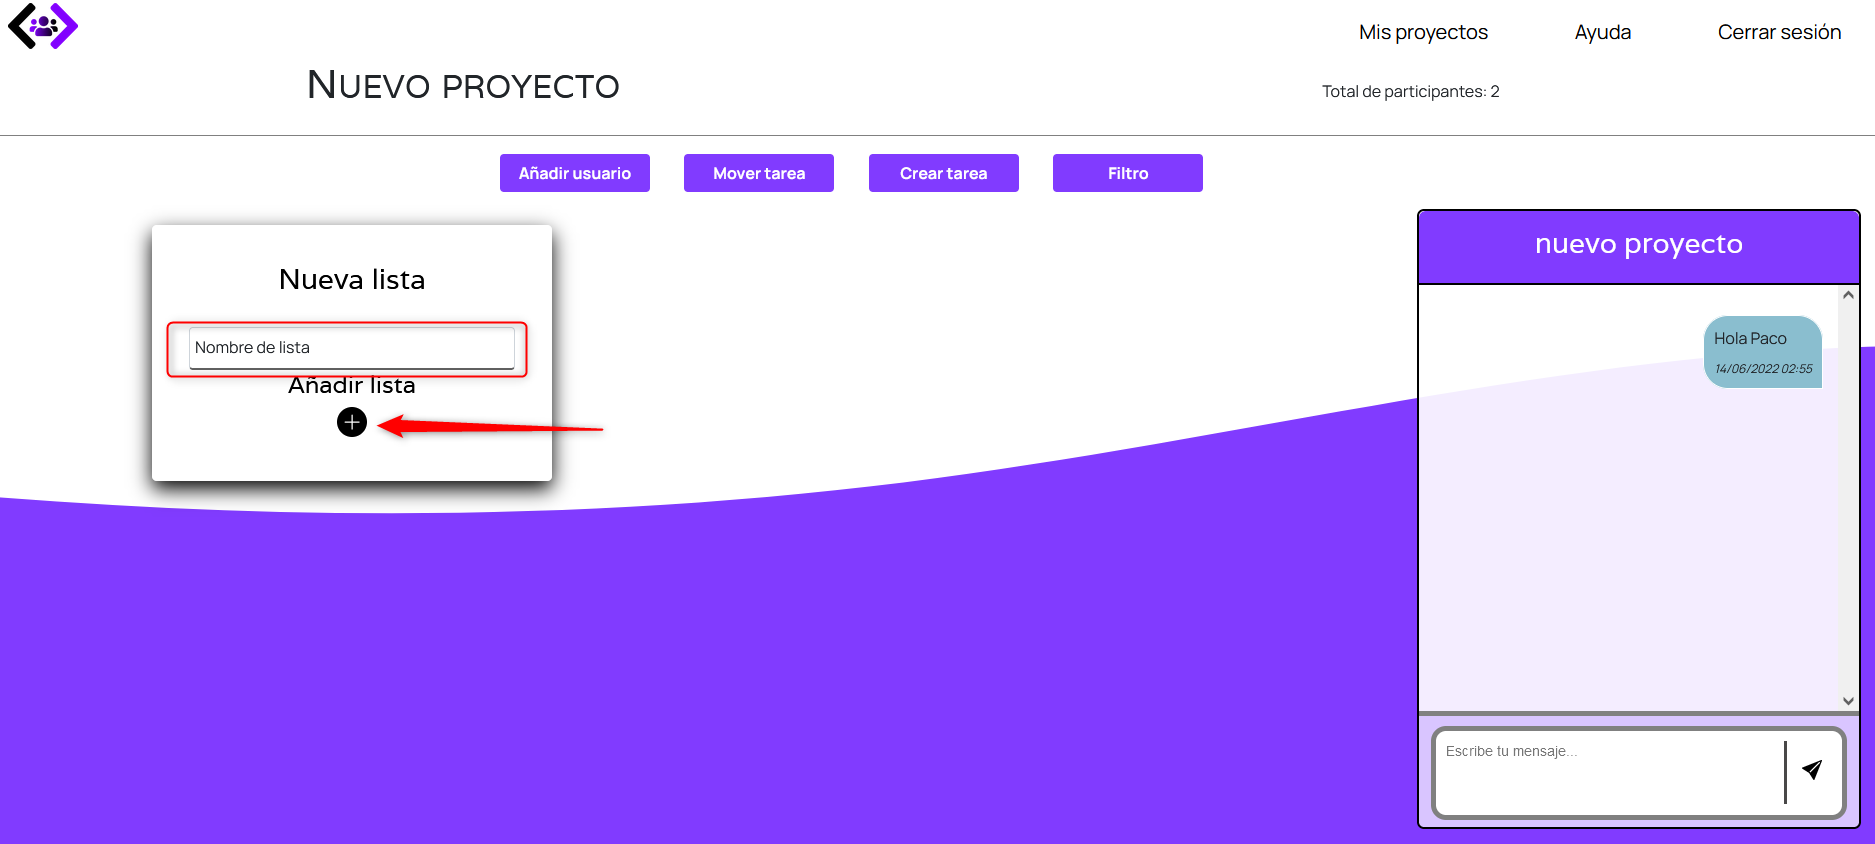 Mis proyectos
Ayuda
Cerrar sesión
NUEVO PROYECTO
Total de participantes: 2
Añadir usuario
Mover tarea
Crear tarea
Filtro
Nueva lista
Nombre de lista
Añadir lista
nuevo proyecto
Hola Paco
14/06/2022 02:55
Escribe tu mensaje...